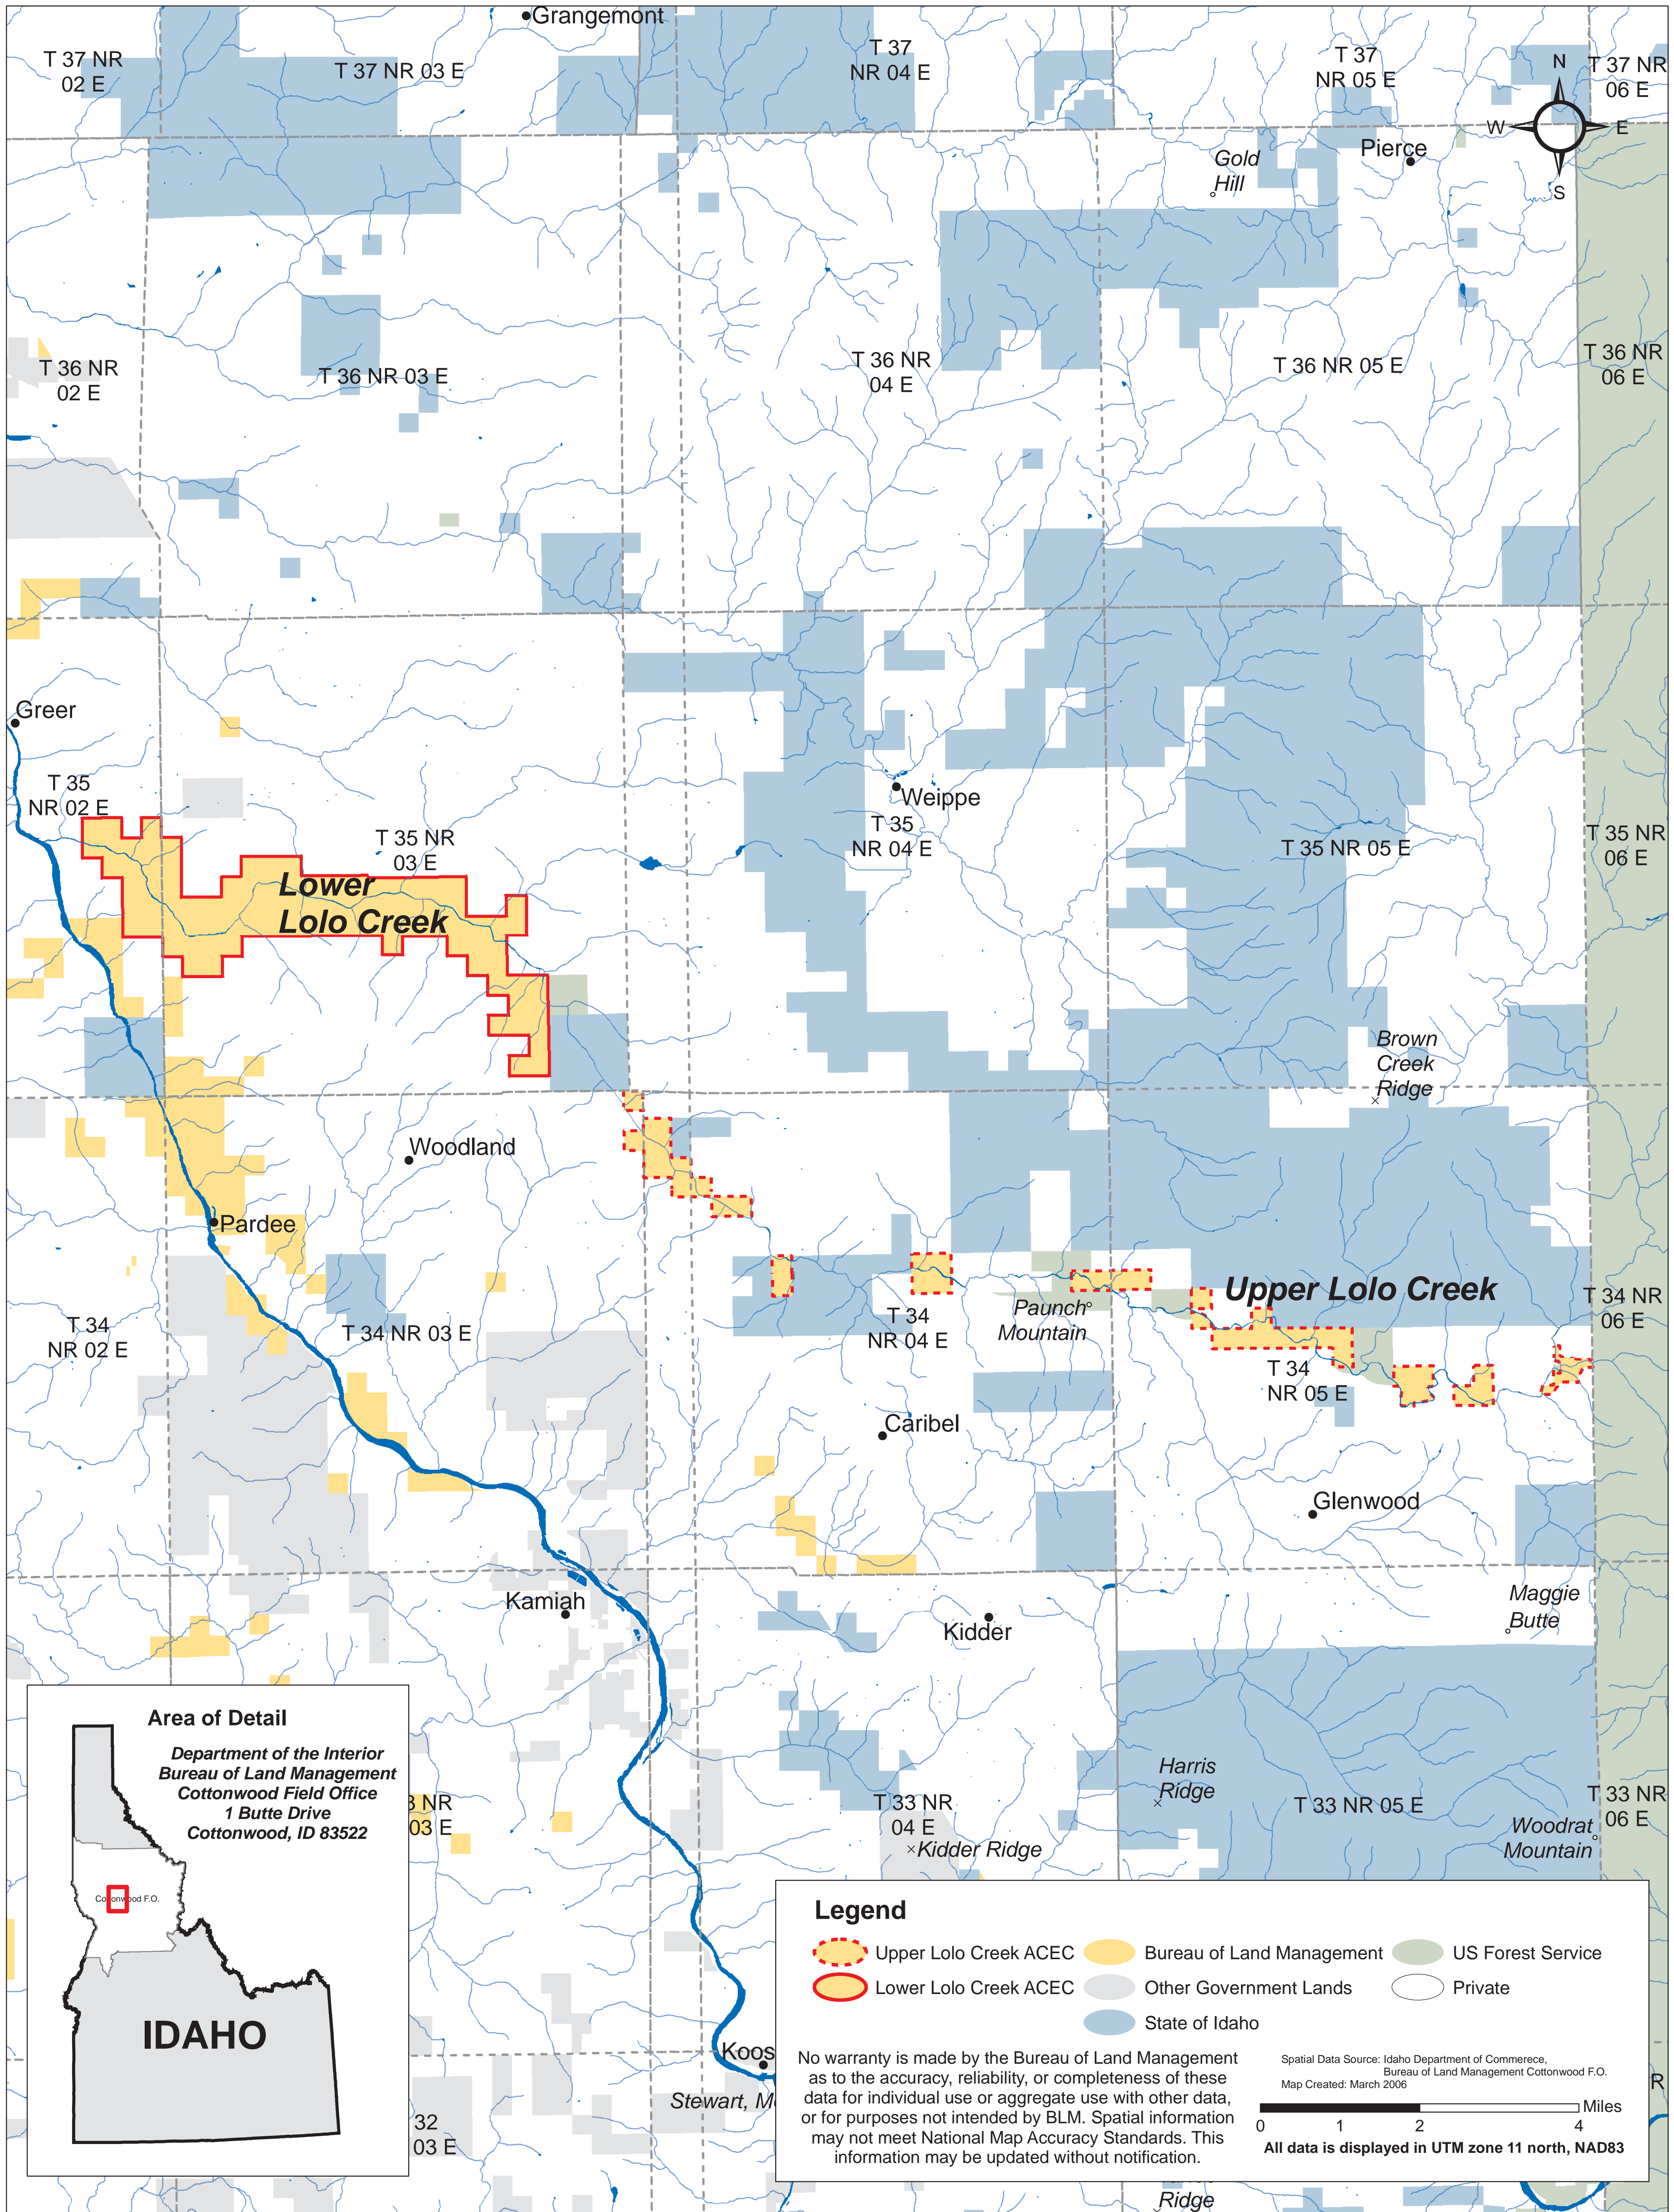 Grangemont
T 37 NR
02 E
T 37 NR 03 E
T 37
NR 04 E
T 37
NR 05 E
T 37 NR
06 E
N
W
E
S
Gold
Hill
Pierce
T 36 NR
02 E
T 36 NR 03 E
T 36 NR
04 E
T 36 NR 05 E
T 36 NR
06 E
Greer
T 35
NR 02 E
T 35 NR
03 E
Lower
Lolo Creek
Weippe
T 35
NR 04 E
T 35 NR 05 E
T 35 NR
06 E
Brown
Creek
Ridge
Woodland
Pardee
T 34
NR 02 E
T 34 NR 03 E
T 34
NR 04 E
Paunch
Mountain
Upper Lolo Creek
T 34
NR 05 E
T 34 NR
06 E
Caribel
Glenwood
Kamiah
Kidder
Maggie
Butte
Harris
Ridge
T 33 NR
04 E
Kidder Ridge
T 33 NR 05 E
T 33 NR
06 E
Woodrat
Mountain
3 NR
03 E
Koos
Stewart, M
32
03 E
R
Ridge
Area of Detail
Department of the Interior
Bureau of Land Management
Cottonwood Field Office
1 Butte Drive
Cottonwood, ID 83522
Cottonwood F.O.
IDAHO
Legend
Upper Lolo Creek ACEC
Lower Lolo Creek ACEC
Bureau of Land Management
Other Government Lands
State of Idaho
US Forest Service
Private
No warranty is made by the Bureau of Land Management
as to the accuracy, reliability, or completeness of these
data for individual use or aggregate use with other data,
or for purposes not intended by BLM. Spatial information
may not meet National Map Accuracy Standards. This
information may be updated without notification.
Spatial Data Source: Idaho Department of Commerece,
Bureau of Land Management Cottonwood F.O.
Map Created: March 2006
Miles
0 1 2 4
All data is displayed in UTM zone 11 north, NAD83